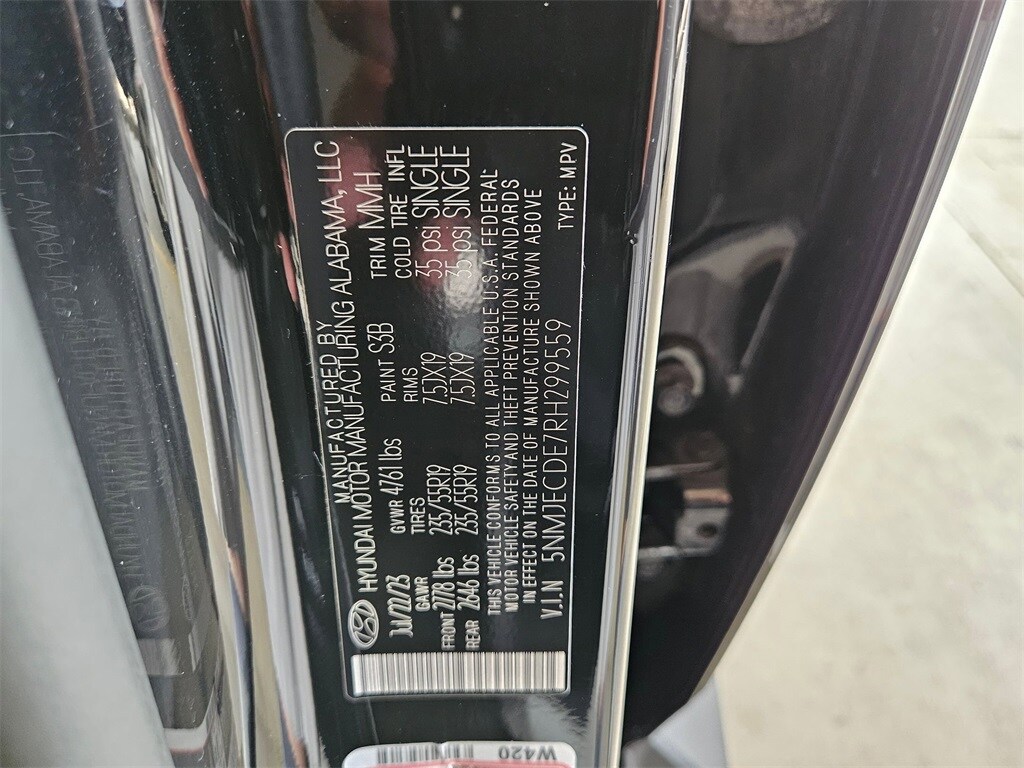 MANUFACTURED BY
HYUNDAI MOTOR MANUFACTURING ALABAMA, LLC
GVWR 4761 lbs PAINT S3B TRIM MMH
GAWR TIRES RIMS COLD TIRE INFL
FRONT 2778 lbs 235/55R19 7.5JX19 35 psi SINGLE
REAR 2646 lbs 235/55R19 7.5JX19 35 psi SINGLE
THIS VEHICLE CONFORMS TO ALL APPLICABLE U.S.A. FEDERAL
MOTOR VEHICLE SAFETY AND THEFT PREVENTION STANDARDS
IN EFFECT ON THE DATE OF MANUFACTURE SHOWN ABOVE
V.I.N 5NMJECDE7RH299559
TYPE: MPV
W420